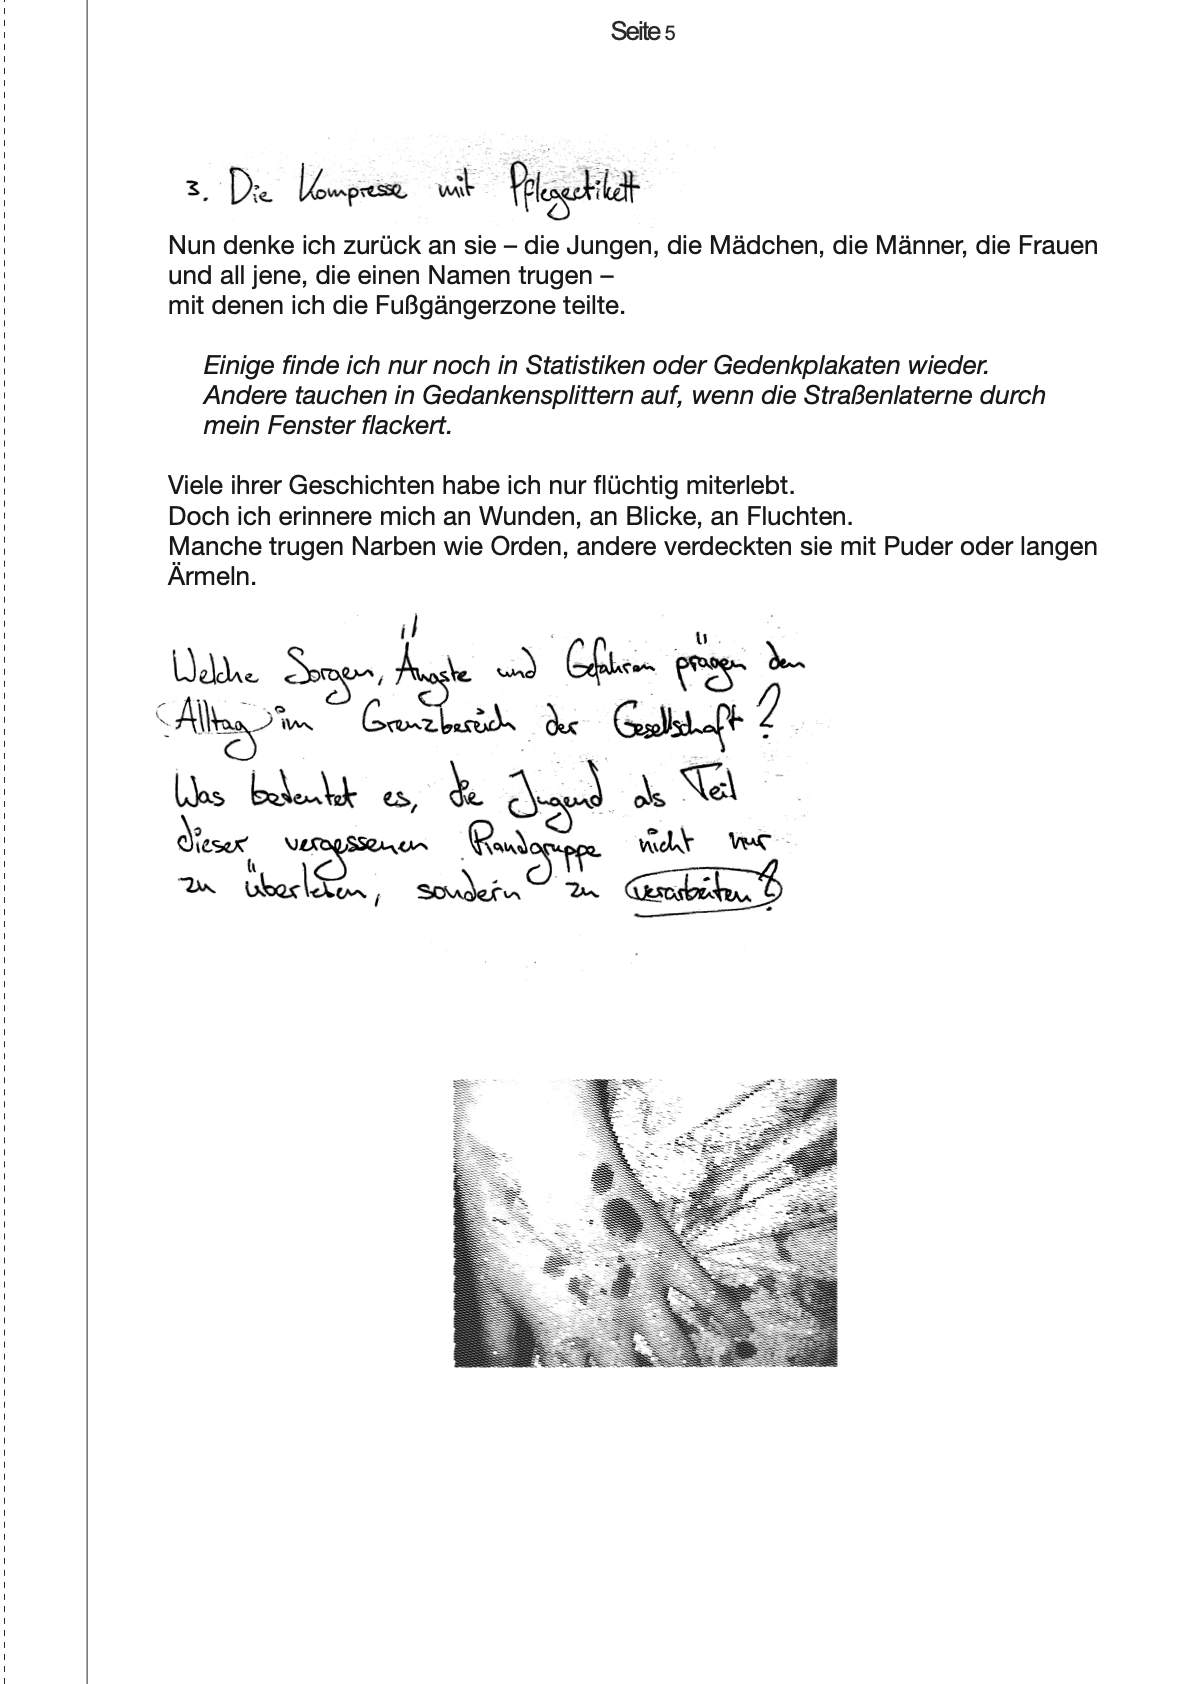 Seite 5
3. Die Kompresse mit Pflegeetikett
Nun denke ich zurück an sie – die Jungen, die Mädchen, die Männer, die Frauen
und all jene, die einen Namen trugen –
mit denen ich die Fußgängerzone teilte.
Einige finde ich nur noch in Statistiken oder Gedenkplakaten wieder.
Andere tauchen in Gedankensplittern auf, wenn die Straßenlaterne durch
mein Fenster flackert.
Viele ihrer Geschichten habe ich nur flüchtig miterlebt.
Doch ich erinnere mich an Wunden, an Blicke, an Fluchten.
Manche trugen Narben wie Orden, andere verdeckten sie mit Puder oder langen
Ärmeln.
Welche Sorgen, Ängste und Gefahren prägen den
Alltag im Grenzbereich der Gesellschaft?
Was bedeutet es, die Jugend als Teil
dieser vergessenen Randgruppe nicht nur
zu überleben, sondern zu verarbeiten?